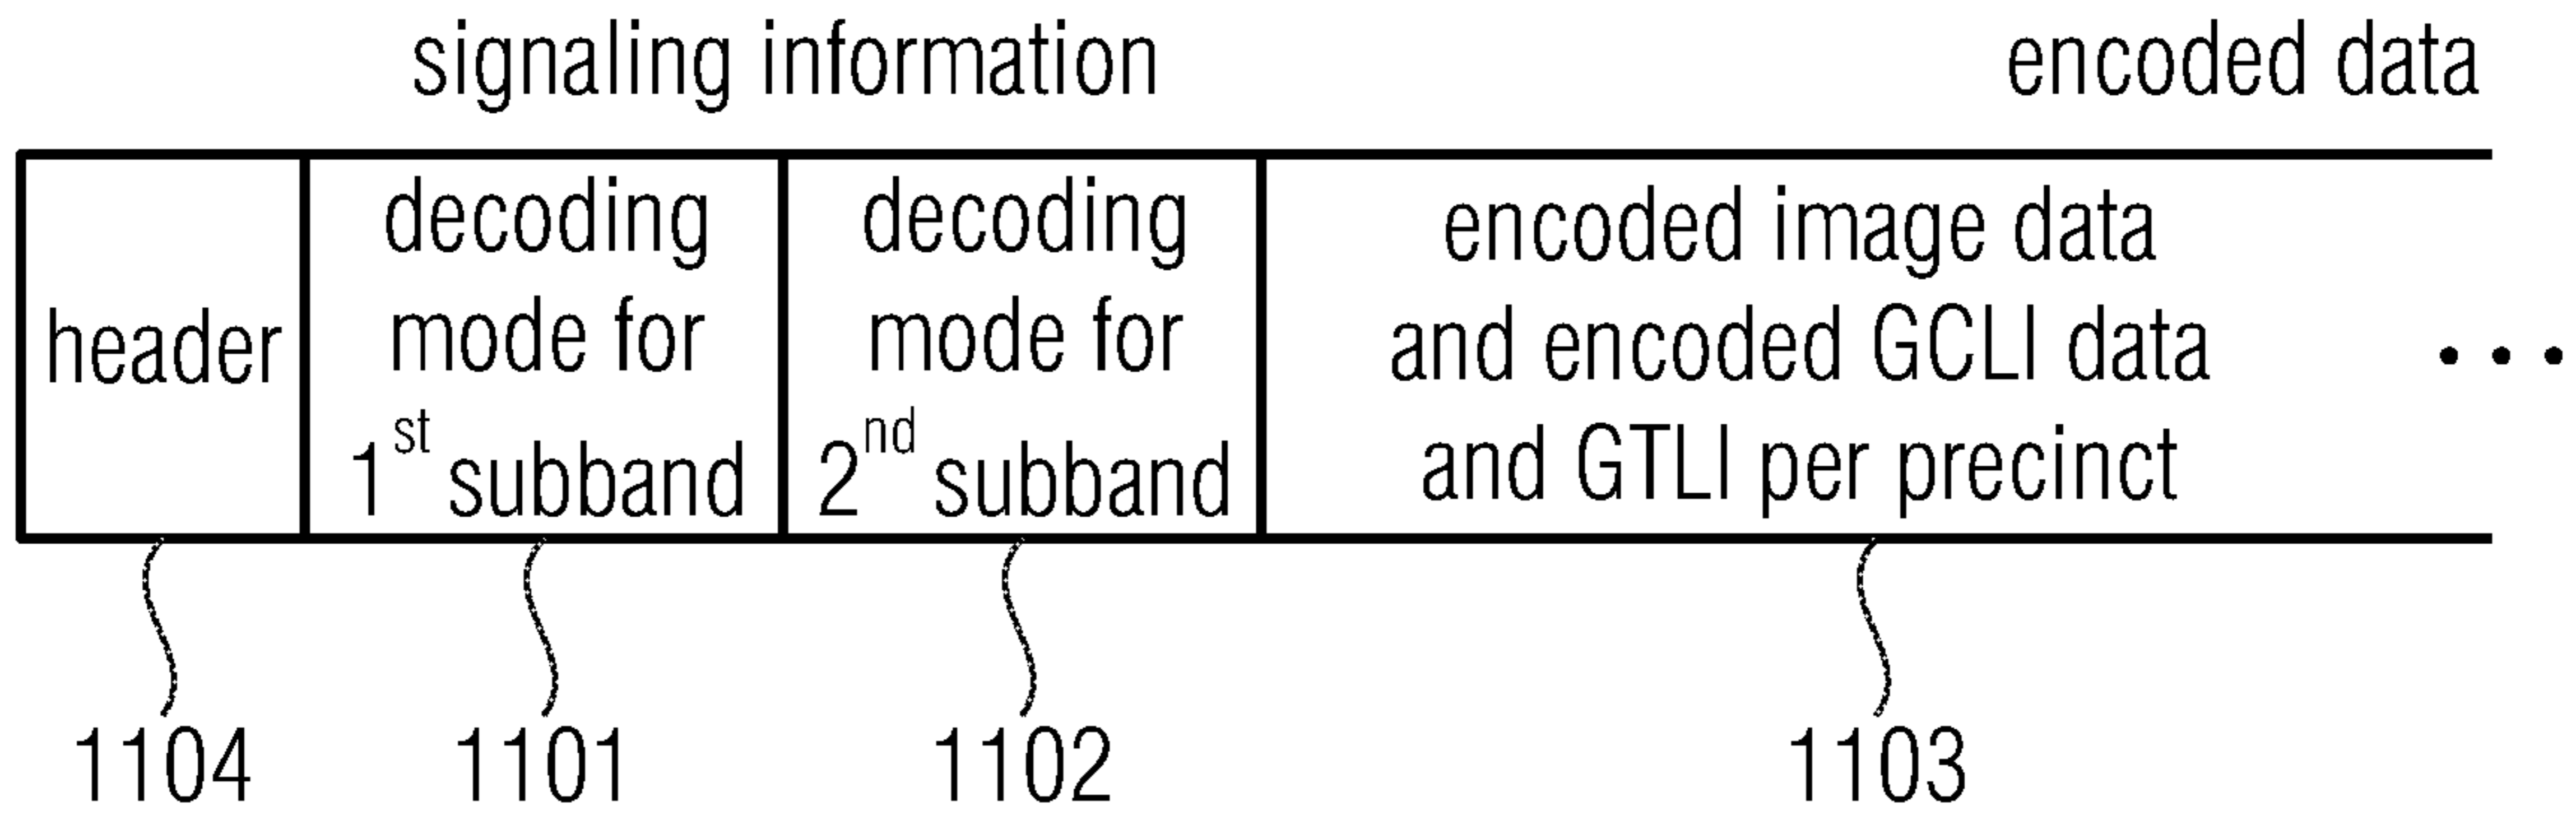 signaling information encoded data
header
decoding
mode for
1st subband
decoding
mode for
2nd subband
encoded image data
and encoded GCLI data
and GTLI per precinct
...
1104 1101 1102 1103